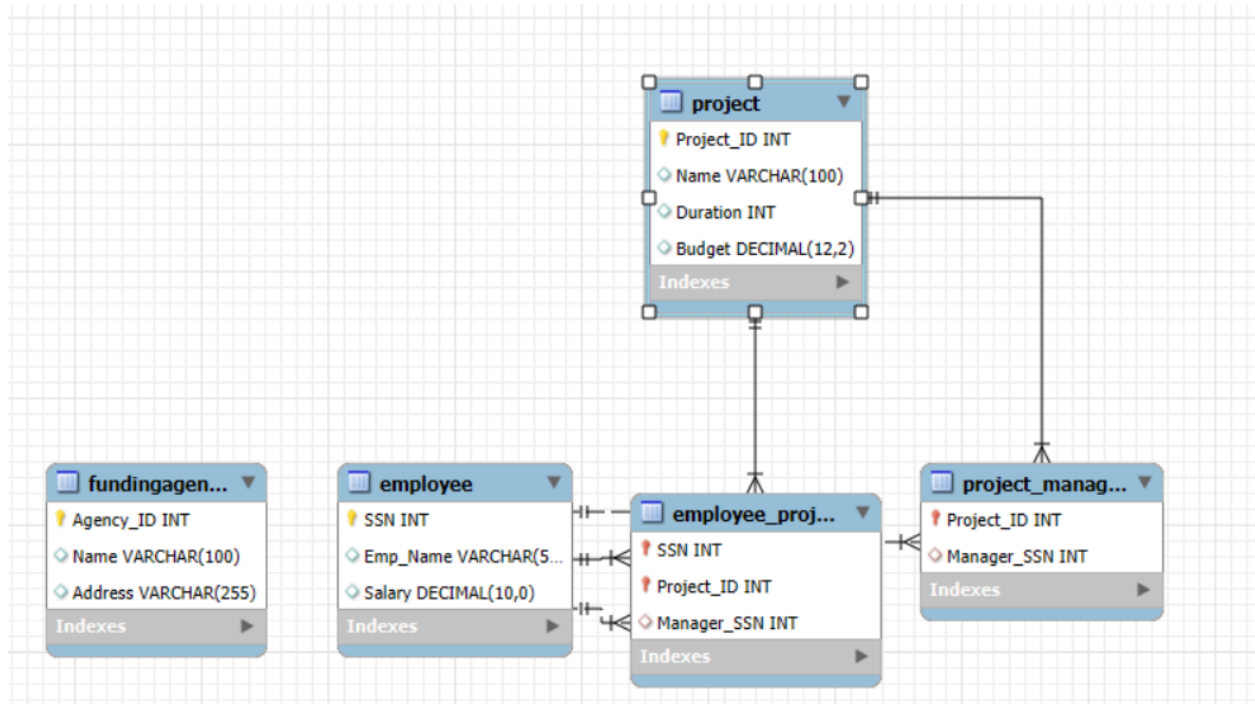 project
Project_ID INT
Name VARCHAR(100)
Duration INT
Budget DECIMAL(12,2)
Indexes
fundingagen...
Agency_ID INT
Name VARCHAR(100)
Address VARCHAR(255)
Indexes
employee
SSN INT
Emp_Name VARCHAR(5...
Salary DECIMAL(10,0)
Indexes
employee_proj...
SSN INT
Project_ID INT
Manager_SSN INT
Indexes
project_manag...
Project_ID INT
Manager_SSN INT
Indexes